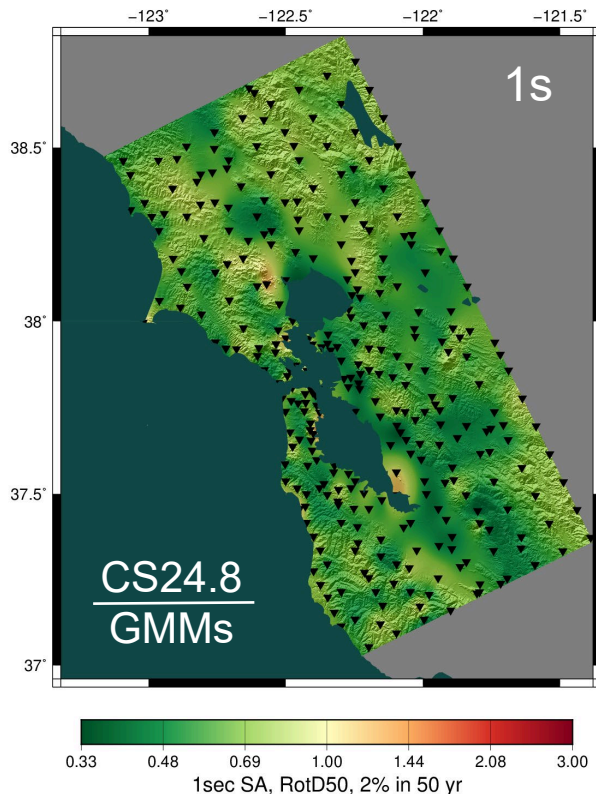 −123˚ −122.5˚ −122˚ −121.5˚
1s
38.5˚
38˚
37.5˚
CS24.8
GMMs
37˚
0.33 0.48 0.69 1.00 1.44 2.08 3.00
1sec SA, RotD50, 2% in 50 yr